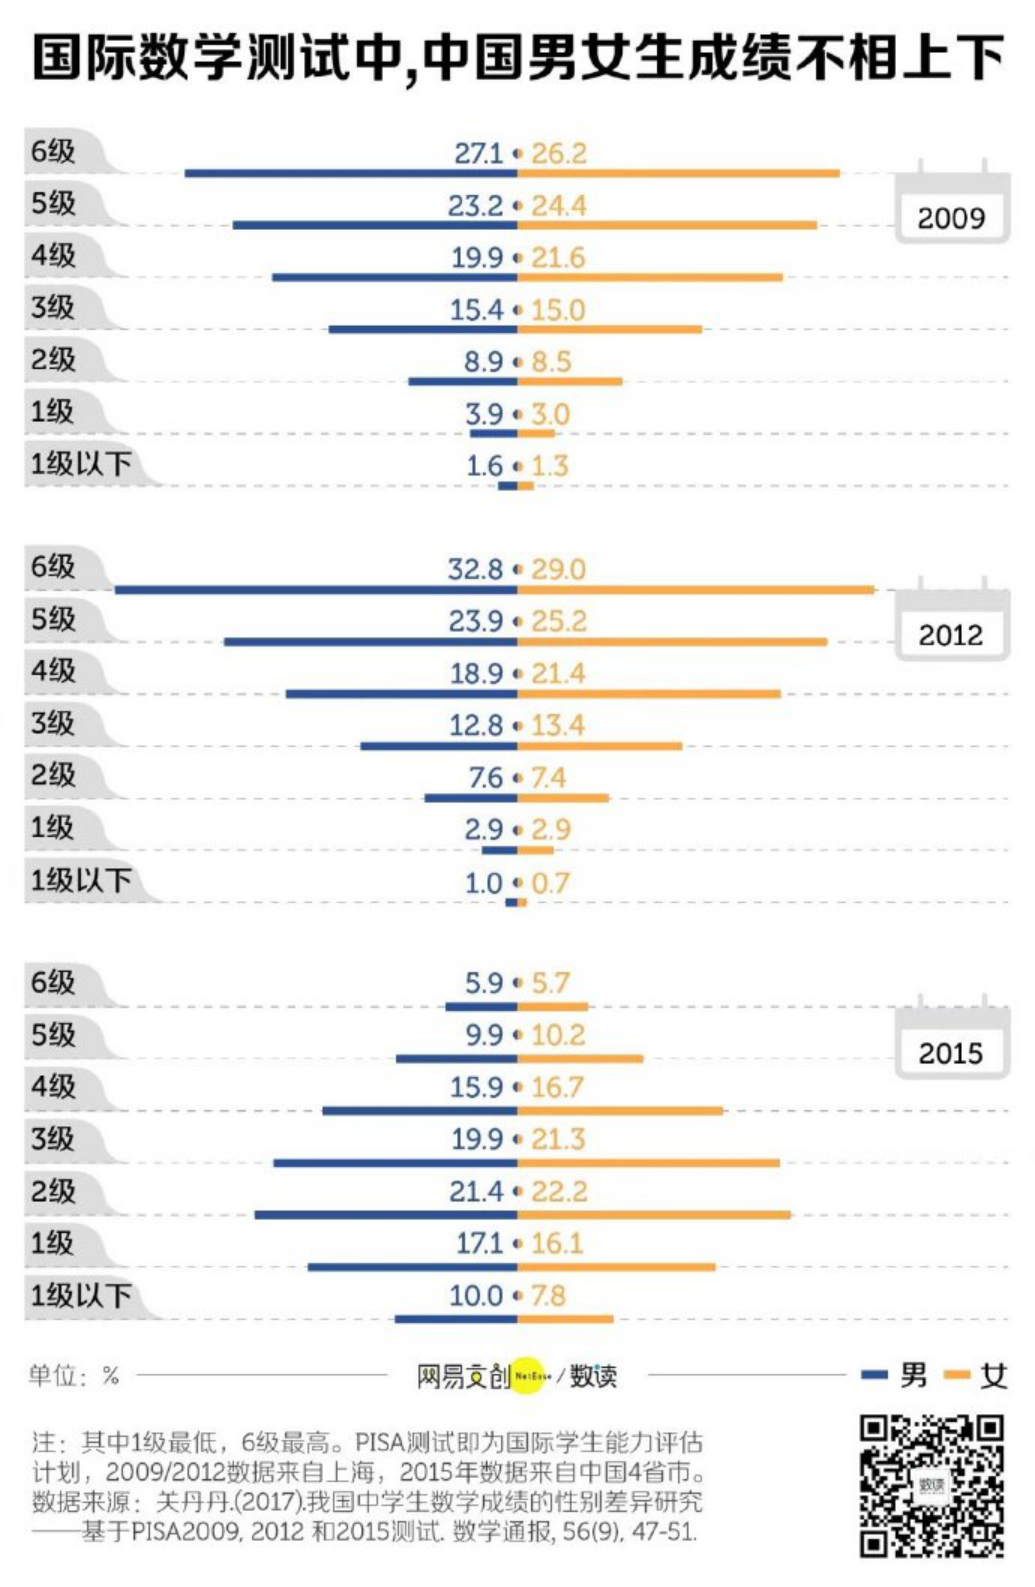 国际数学测试中,中国男女生成绩不相上下
6级 27.1 26.2
5级 23.2 24.4
2009
4级 19.9 21.6
3级 15.4 15.0
2级 8.9 8.5
1级 3.9 3.0
1级以下 1.6 1.3
6级 32.8 29.0
5级 23.9 25.2
2012
4级 18.9 21.4
3级 12.8 13.4
2级 7.6 7.4
1级 2.9 2.9
1级以下 1.0 0.7
6级 5.9 5.7
5级 9.9 10.2
2015
4级 15.9 16.7
3级 19.9 21.3
2级 21.4 22.2
1级 17.1 16.1
1级以下 10.0 7.8
单位：% 网易文创 NetEase / 数读 男 女
注：其中1级最低，6级最高。PISA测试即为国际学生能力评估
计划，2009/2012数据来自上海，2015年数据来自中国4省市。
数据来源：关丹丹.(2017).我国中学生数学成绩的性别差异研究
——基于PISA2009, 2012 和2015测试. 数学通报, 56(9), 47-51.
数读